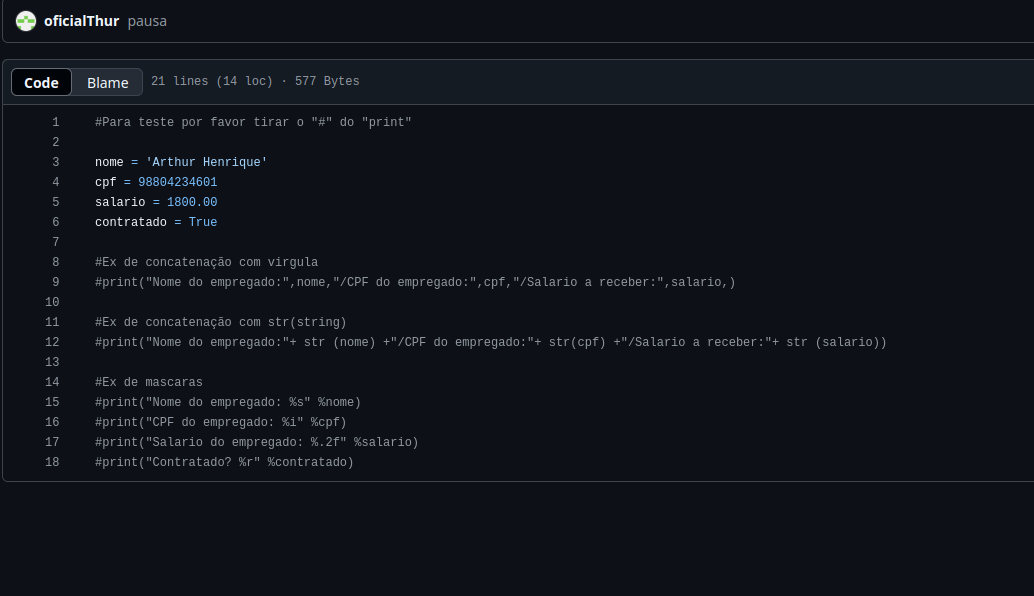 oficialThur pausa
Code Blame 21 lines (14 loc) · 577 Bytes
1 #Para teste por favor tirar o "#" do "print"
2
3 nome = 'Arthur Henrique'
4 cpf = 98804234601
5 salario = 1800.00
6 contratado = True
7
8 #Ex de concatenação com virgula
9 #print("Nome do empregado:",nome,"/CPF do empregado:",cpf,"/Salario a receber:",salario,)
10
11 #Ex de concatenação com str(string)
12 #print("Nome do empregado:"+ str (nome) +"/CPF do empregado:"+ str(cpf) +"/Salario a receber:"+ str (salario))
13
14 #Ex de mascaras
15 #print("Nome do empregado: %s" %nome)
16 #print("CPF do empregado: %i" %cpf)
17 #print("Salario do empregado: %.2f" %salario)
18 #print("Contratado? %r" %contratado)